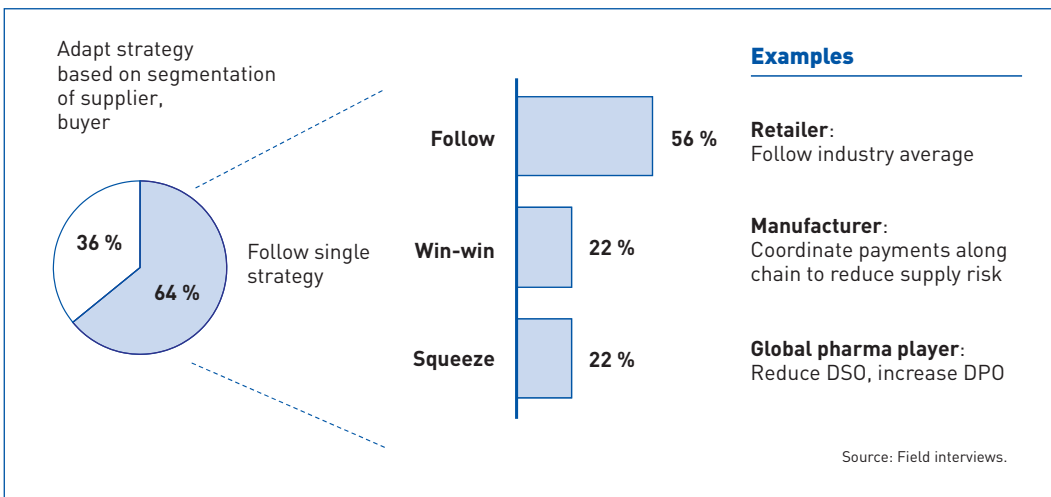 Adapt strategy
based on segmentation
of supplier,
buyer
36 %
64 %
Follow single
strategy
Follow
56 %
Win-win
22 %
Squeeze
22 %
Examples
Retailer:
Follow industry average
Manufacturer:
Coordinate payments along
chain to reduce supply risk
Global pharma player:
Reduce DSO, increase DPO
Source: Field interviews.